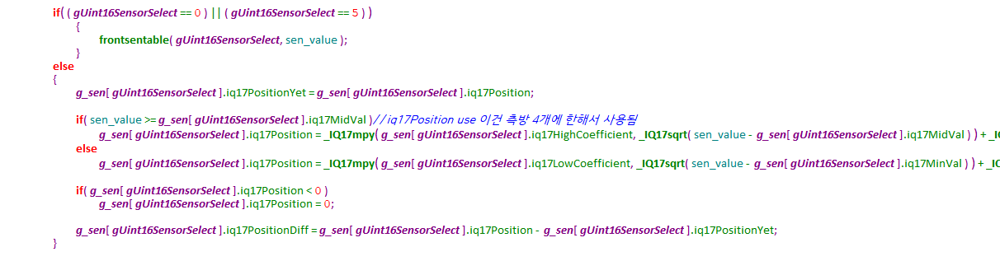 if( ( gUint16SensorSelect == 0 ) || ( gUint16SensorSelect == 5 ) )
{
frontsentable( gUint16SensorSelect, sen_value );
}
else
{
g_sen[ gUint16SensorSelect ].iq17PositionYet = g_sen[ gUint16SensorSelect ].iq17Position;
if( sen_value >= g_sen[ gUint16SensorSelect ].iq17MidVal )//iq17Position use 이건 측방 4개에 한해서 사용됨
g_sen[ gUint16SensorSelect ].iq17Position = _IQ17mpy( g_sen[ gUint16SensorSelect ].iq17HighCoefficient, _IQ17sqrt( sen_value - g_sen[ gUint16SensorSelect ].iq17MidVal ) ) + _IQ
else
g_sen[ gUint16SensorSelect ].iq17Position = _IQ17mpy( g_sen[ gUint16SensorSelect ].iq17LowCoefficient, _IQ17sqrt( sen_value - g_sen[ gUint16SensorSelect ].iq17MinVal ) ) + _IQ
if( g_sen[ gUint16SensorSelect ].iq17Position < 0 )
g_sen[ gUint16SensorSelect ].iq17Position = 0;
g_sen[ gUint16SensorSelect ].iq17PositionDiff = g_sen[ gUint16SensorSelect ].iq17Position - g_sen[ gUint16SensorSelect ].iq17PositionYet;
}